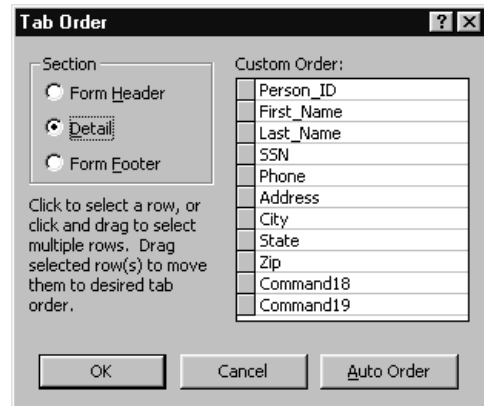 Tab Order
Section
Form Header
Detail
Form Footer
Click to select a row, or
click and drag to select
multiple rows. Drag
selected row(s) to move
them to desired tab
order.
Custom Order:
Person_ID
First_Name
Last_Name
SSN
Phone
Address
City
State
Zip
Command18
Command19
OK
Cancel
Auto Order